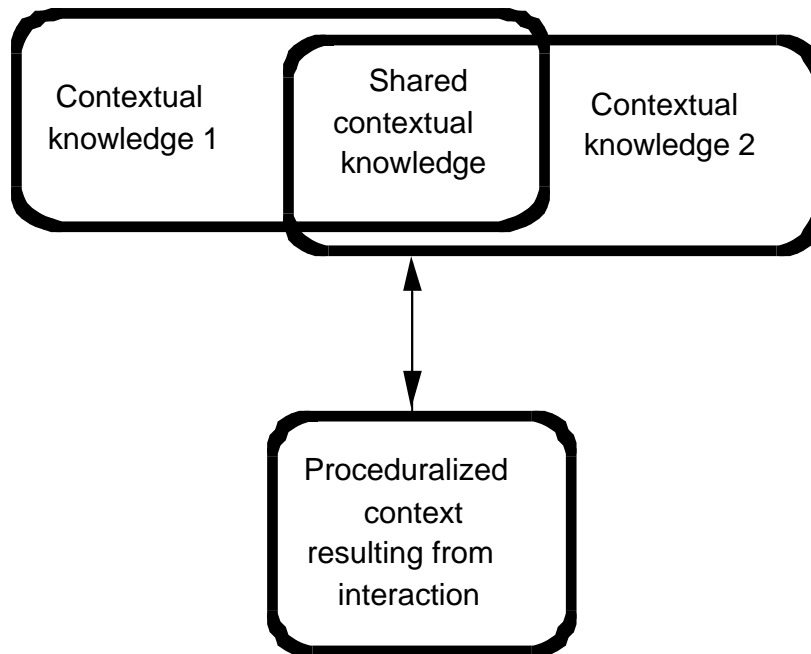 Contextual
knowledge 1
Shared
contextual
knowledge
Contextual
knowledge 2
Proceduralized
context
resulting from
interaction